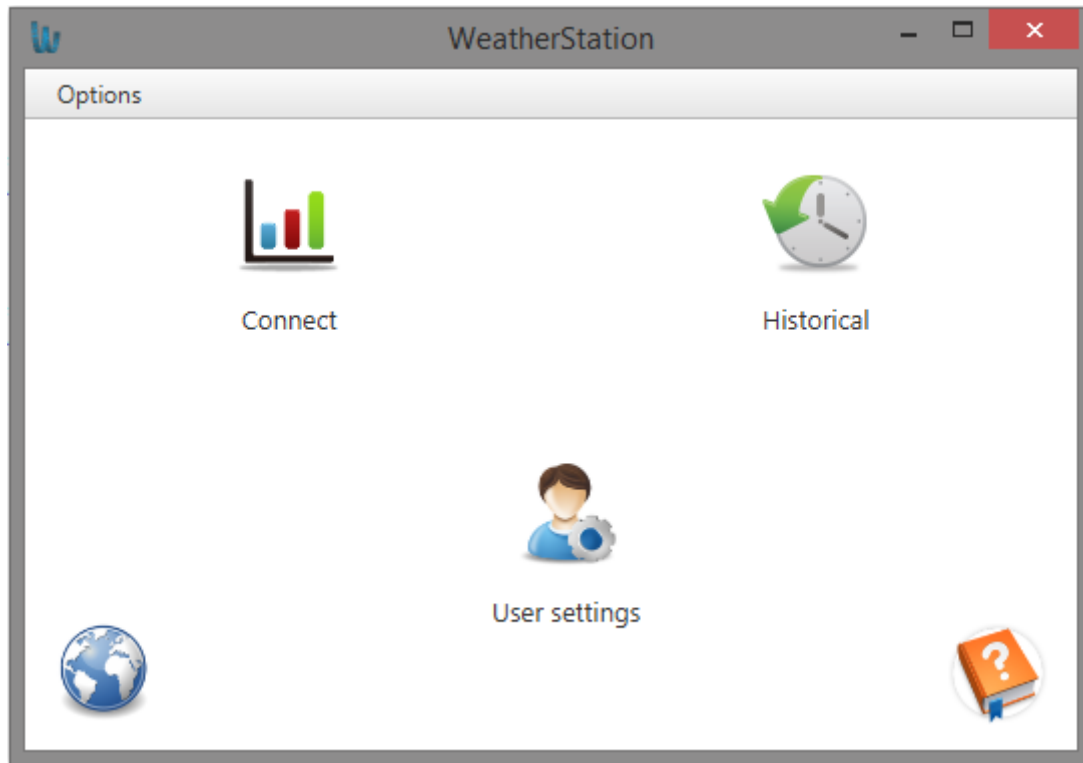 WeatherStation
Options
Connect
Historical
User settings
?